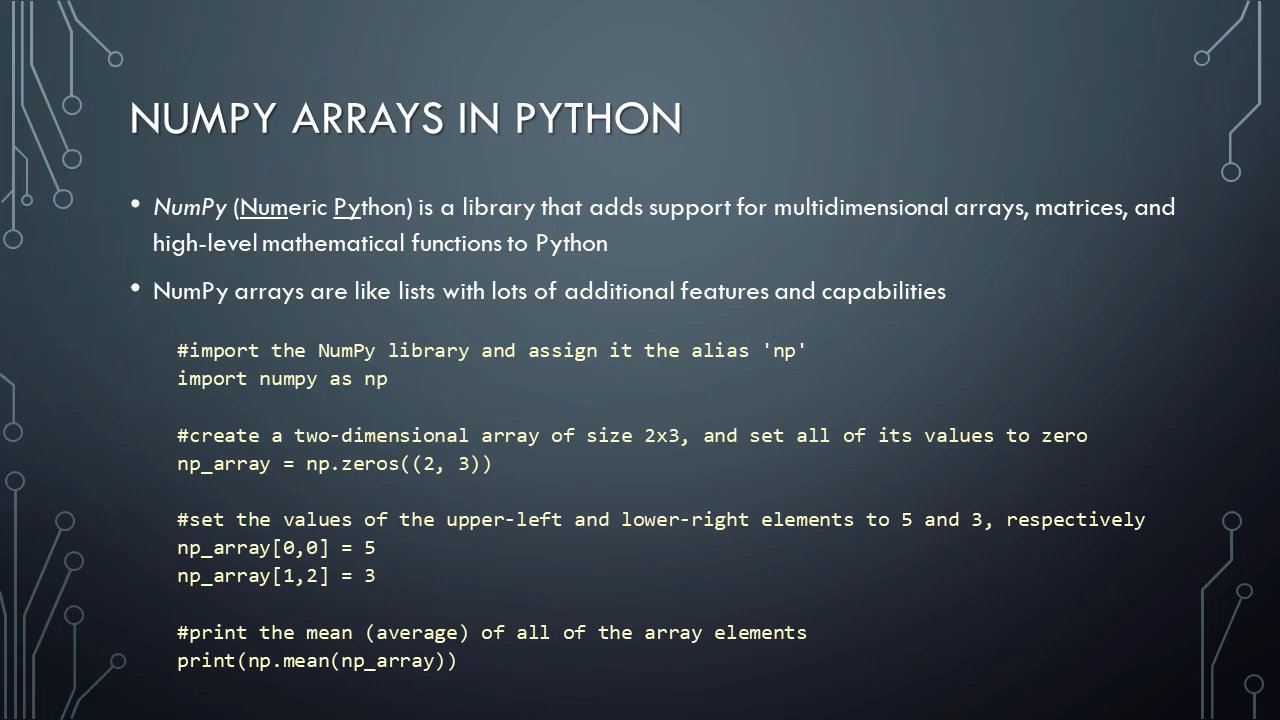 NUMPY ARRAYS IN PYTHON
• NumPy (Numeric Python) is a library that adds support for multidimensional arrays, matrices, and
high-level mathematical functions to Python
• NumPy arrays are like lists with lots of additional features and capabilities
#import the NumPy library and assign it the alias 'np'
import numpy as np
#create a two-dimensional array of size 2x3, and set all of its values to zero
np_array = np.zeros((2, 3))
#set the values of the upper-left and lower-right elements to 5 and 3, respectively
np_array[0,0] = 5
np_array[1,2] = 3
#print the mean (average) of all of the array elements
print(np.mean(np_array))